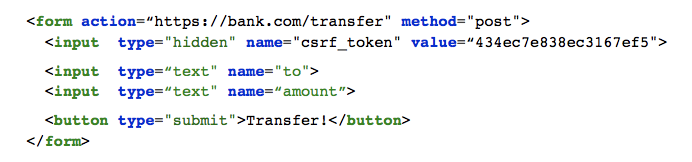 <form action=“https://bank.com/transfer" method="post">
<input type="hidden" name="csrf_token" value=“434ec7e838ec3167ef5">
<input type=“text" name="to">
<input type=“text" name=“amount”>
<button type="submit">Transfer!</button>
</form>